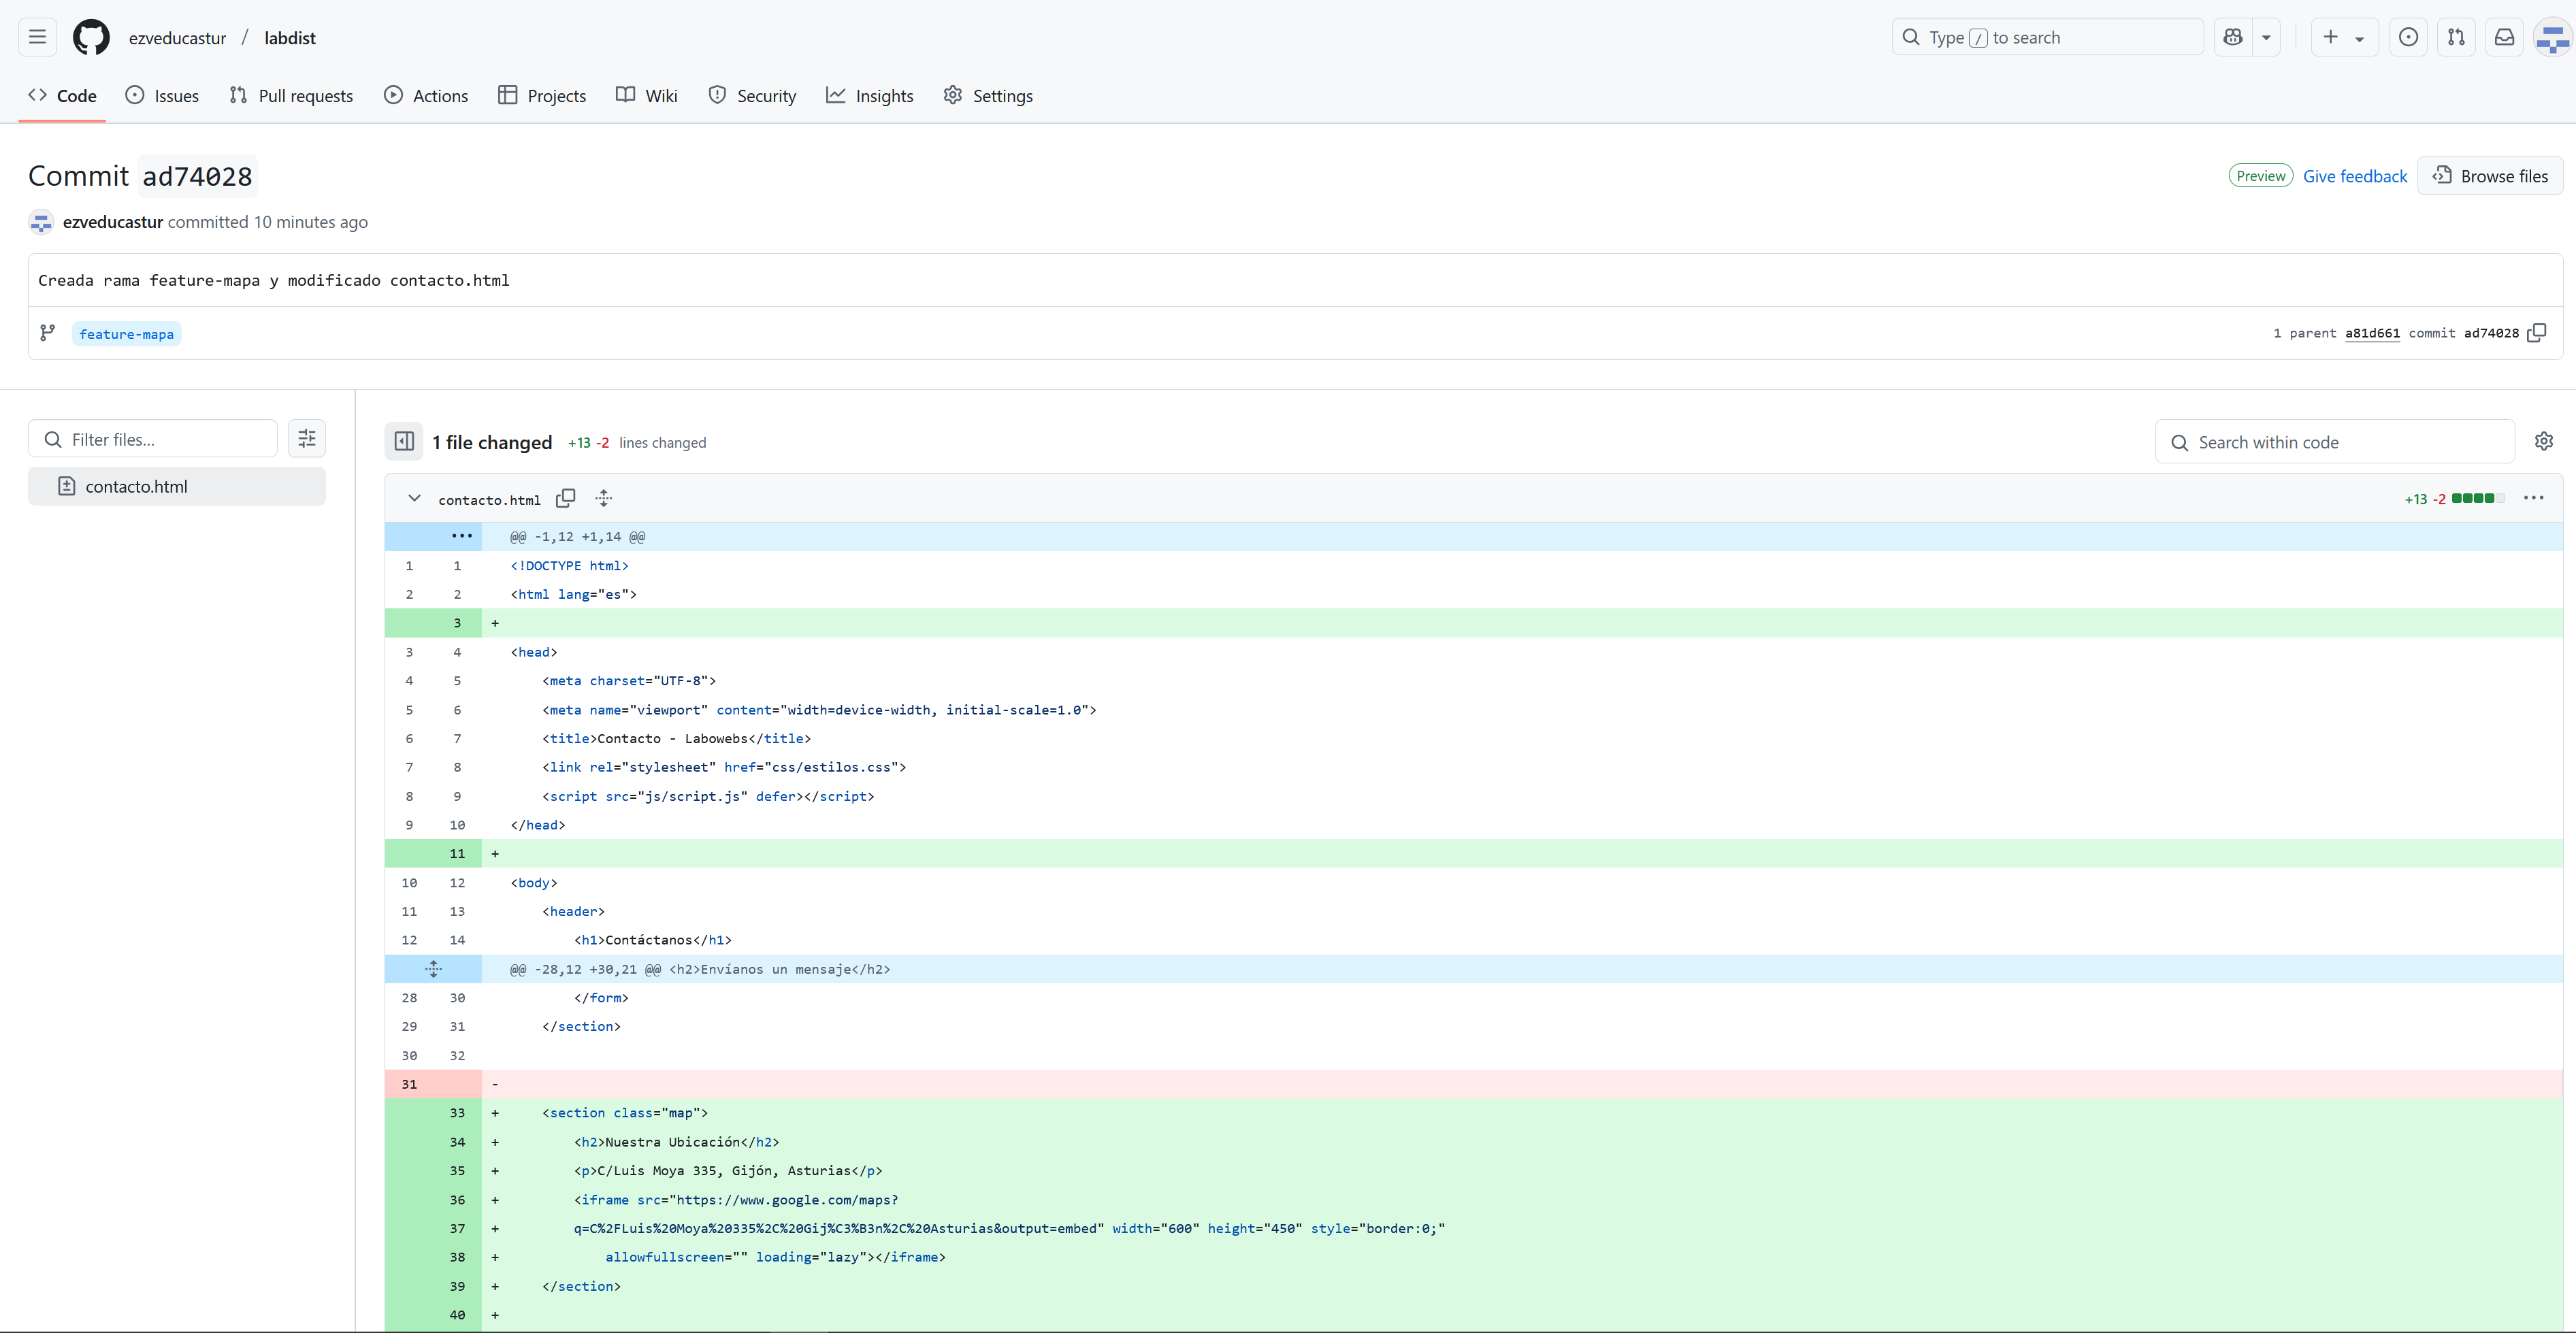 ezveducastur / labdist
Type / to search
Code Issues Pull requests Actions Projects Wiki Security Insights Settings
Commit ad74028
Preview Give feedback Browse files
ezveducastur committed 10 minutes ago
Creada rama feature-mapa y modificado contacto.html
feature-mapa
1 parent a81d661 commit ad74028
Filter files...
contacto.html
1 file changed +13 -2 lines changed
Search within code
contacto.html
+13 -2
@@ -1,12 +1,14 @@
1 1 <!DOCTYPE html>
2 2 <html lang="es">
3 +
3 4 <head>
4 5 <meta charset="UTF-8">
5 6 <meta name="viewport" content="width=device-width, initial-scale=1.0">
6 7 <title>Contacto - Labowebs</title>
7 8 <link rel="stylesheet" href="css/estilos.css">
8 9 <script src="js/script.js" defer></script>
9 10 </head>
11 +
10 12 <body>
11 13 <header>
12 14 <h1>Contáctanos</h1>
@@ -28,12 +30,21 @@ <h2>Envíanos un mensaje</h2>
28 30 </form>
29 31 </section>
30 32
31 -
33 + <section class="map">
34 + <h2>Nuestra Ubicación</h2>
35 + <p>C/Luis Moya 335, Gijón, Asturias</p>
36 + <iframe src="https://www.google.com/maps?
37 + q=C%2FLuis%20Moya%20335%2C%20Gij%C3%B3n%2C%20Asturias&output=embed" width="600" height="450" style="border:0;"
38 + allowfullscreen="" loading="lazy"></iframe>
39 + </section>
40 +